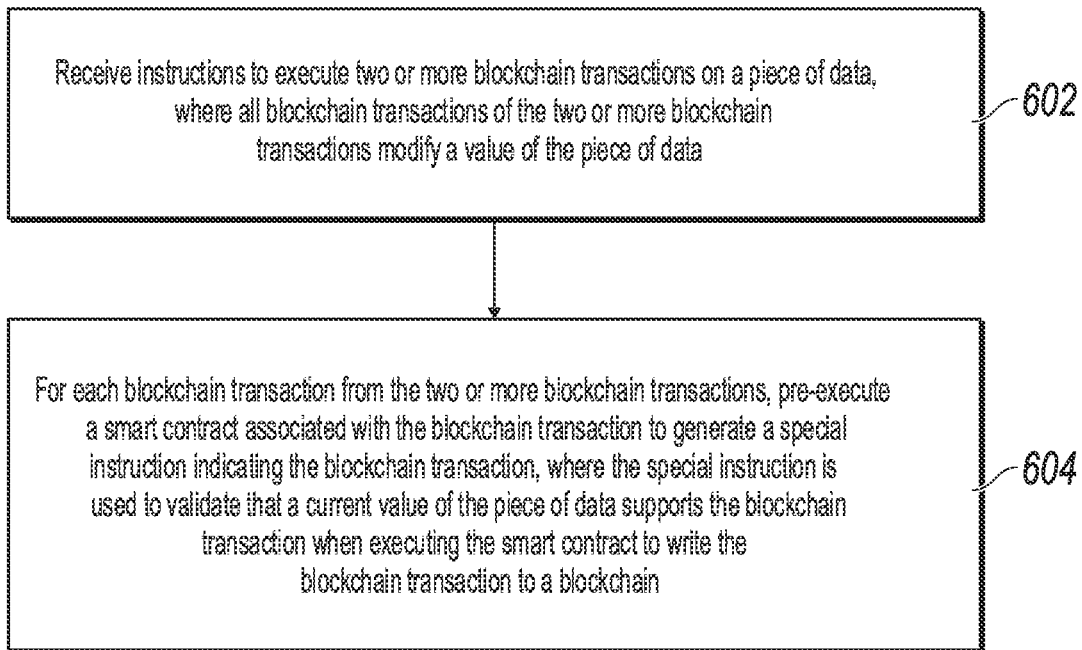 Receive instructions to execute two or more blockchain transactions on a piece of data,
where all blockchain transactions of the two or more blockchain
transactions modify a value of the piece of data
602
For each blockchain transaction from the two or more blockchain transactions, pre-execute
a smart contract associated with the blockchain transaction to generate a special
instruction indicating the blockchain transaction, where the special instruction is
used to validate that a current value of the piece of data supports the blockchain
transaction when executing the smart contract to write the
blockchain transaction to a blockchain
604